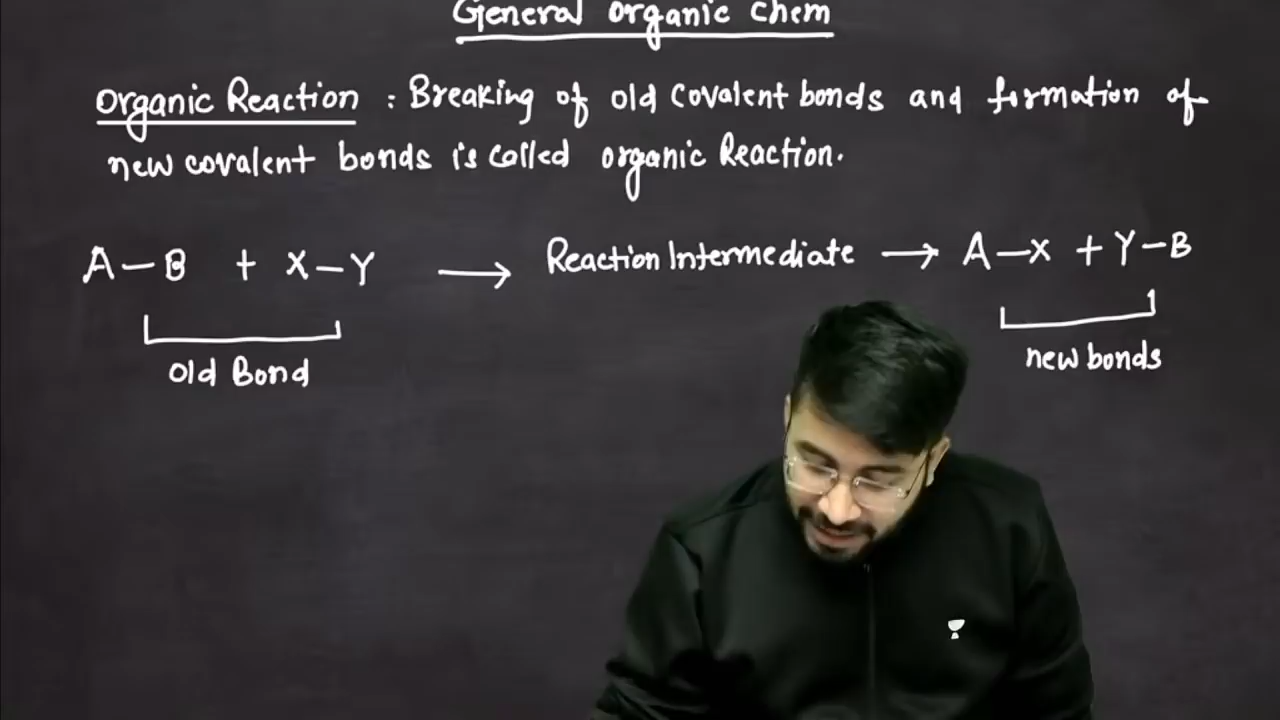 General organic chem
Organic Reaction : Breaking of old covalent bonds and formation of
new covalent bonds is called organic Reaction.
A-B + X-Y → Reaction Intermediate → A-X + Y-B
old Bond
new bonds